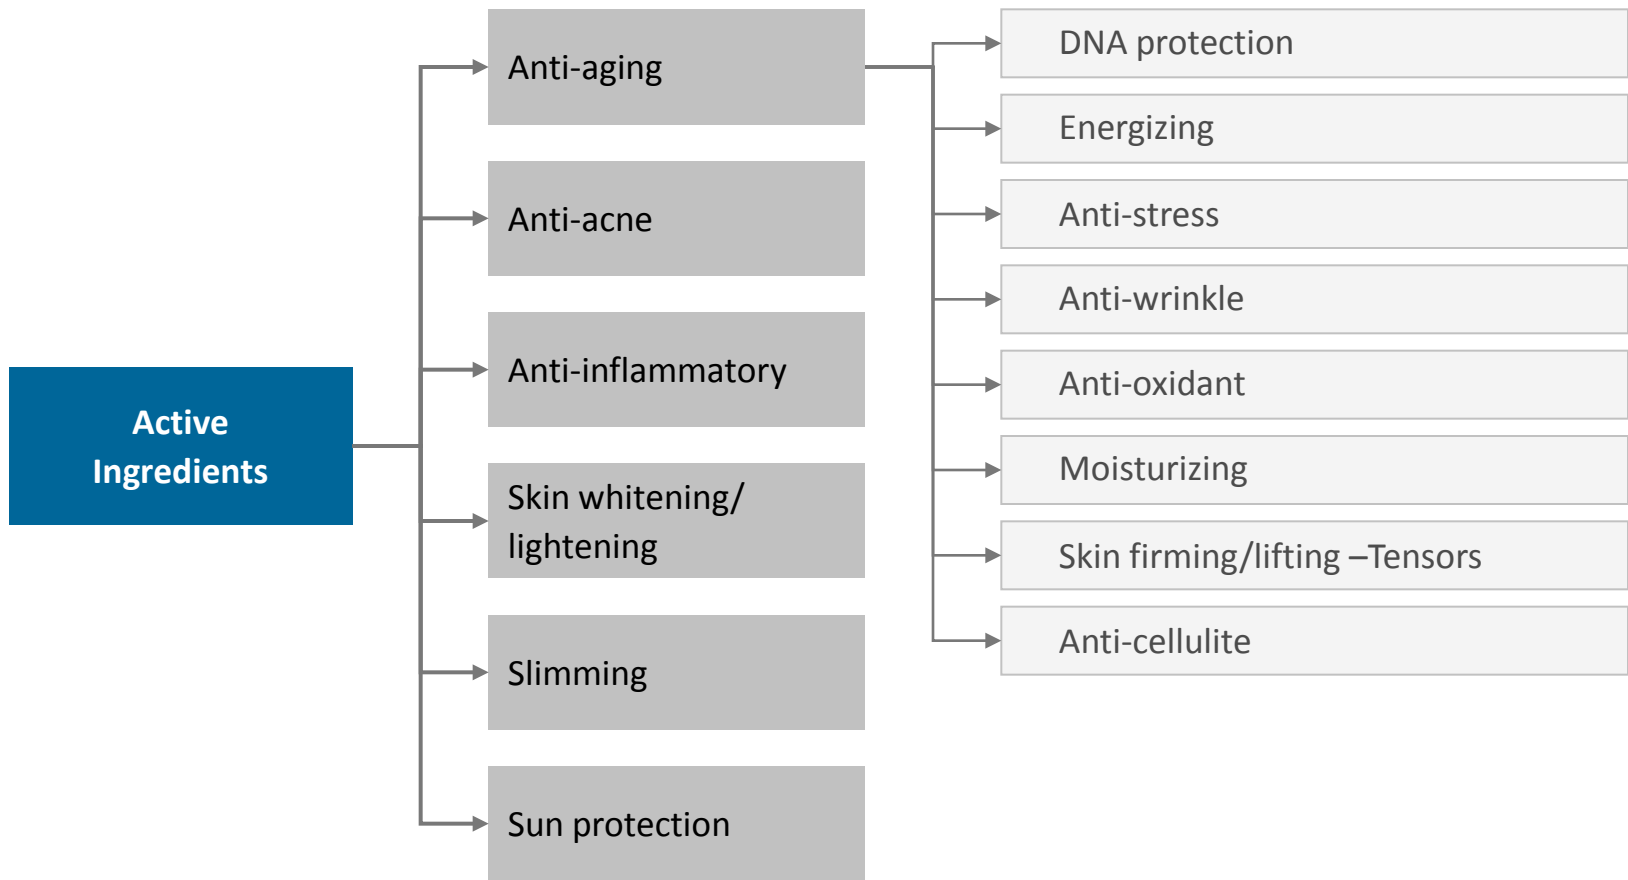 Active
Ingredients
Anti-aging
Anti-acne
Anti-inflammatory
Skin whitening/
lightening
Slimming
Sun protection
DNA protection
Energizing
Anti-stress
Anti-wrinkle
Anti-oxidant
Moisturizing
Skin firming/lifting –Tensors
Anti-cellulite